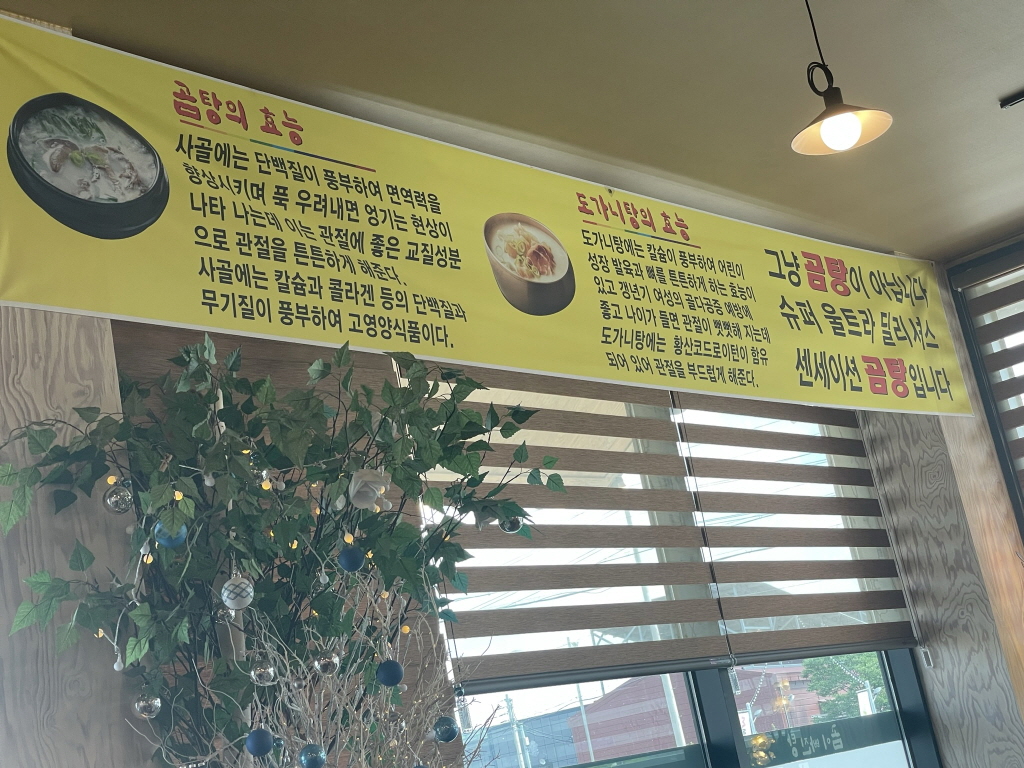 곰탕의 효능
사골에는 단백질이 풍부하여 면역력을
향상시키며 푹 우려내면 엉기는 현상이
나타 나는데 이는 관절에 좋은 교질성분
으로 관절을 튼튼하게 해준다.
사골에는 칼슘과 콜라겐 등의 단백질과
무기질이 풍부하여 고영양식품이다.
도가니탕의 효능
도가니탕에는 칼슘이 풍부하여 어린이
성장 발육과 뼈를 튼튼하게 하는 효능이
있고 갱년기 여성의 골다공증 예방에
좋고 나이가 들면 관절이 뻣뻣해 지는데
도가니탕에는 황산코드로이틴이 함유
되어 있어 관절을 부드럽게 해준다.
그냥 곰탕이 아닙니다
슈퍼 울트라 딜리셔스
센세이션 곰탕입니다